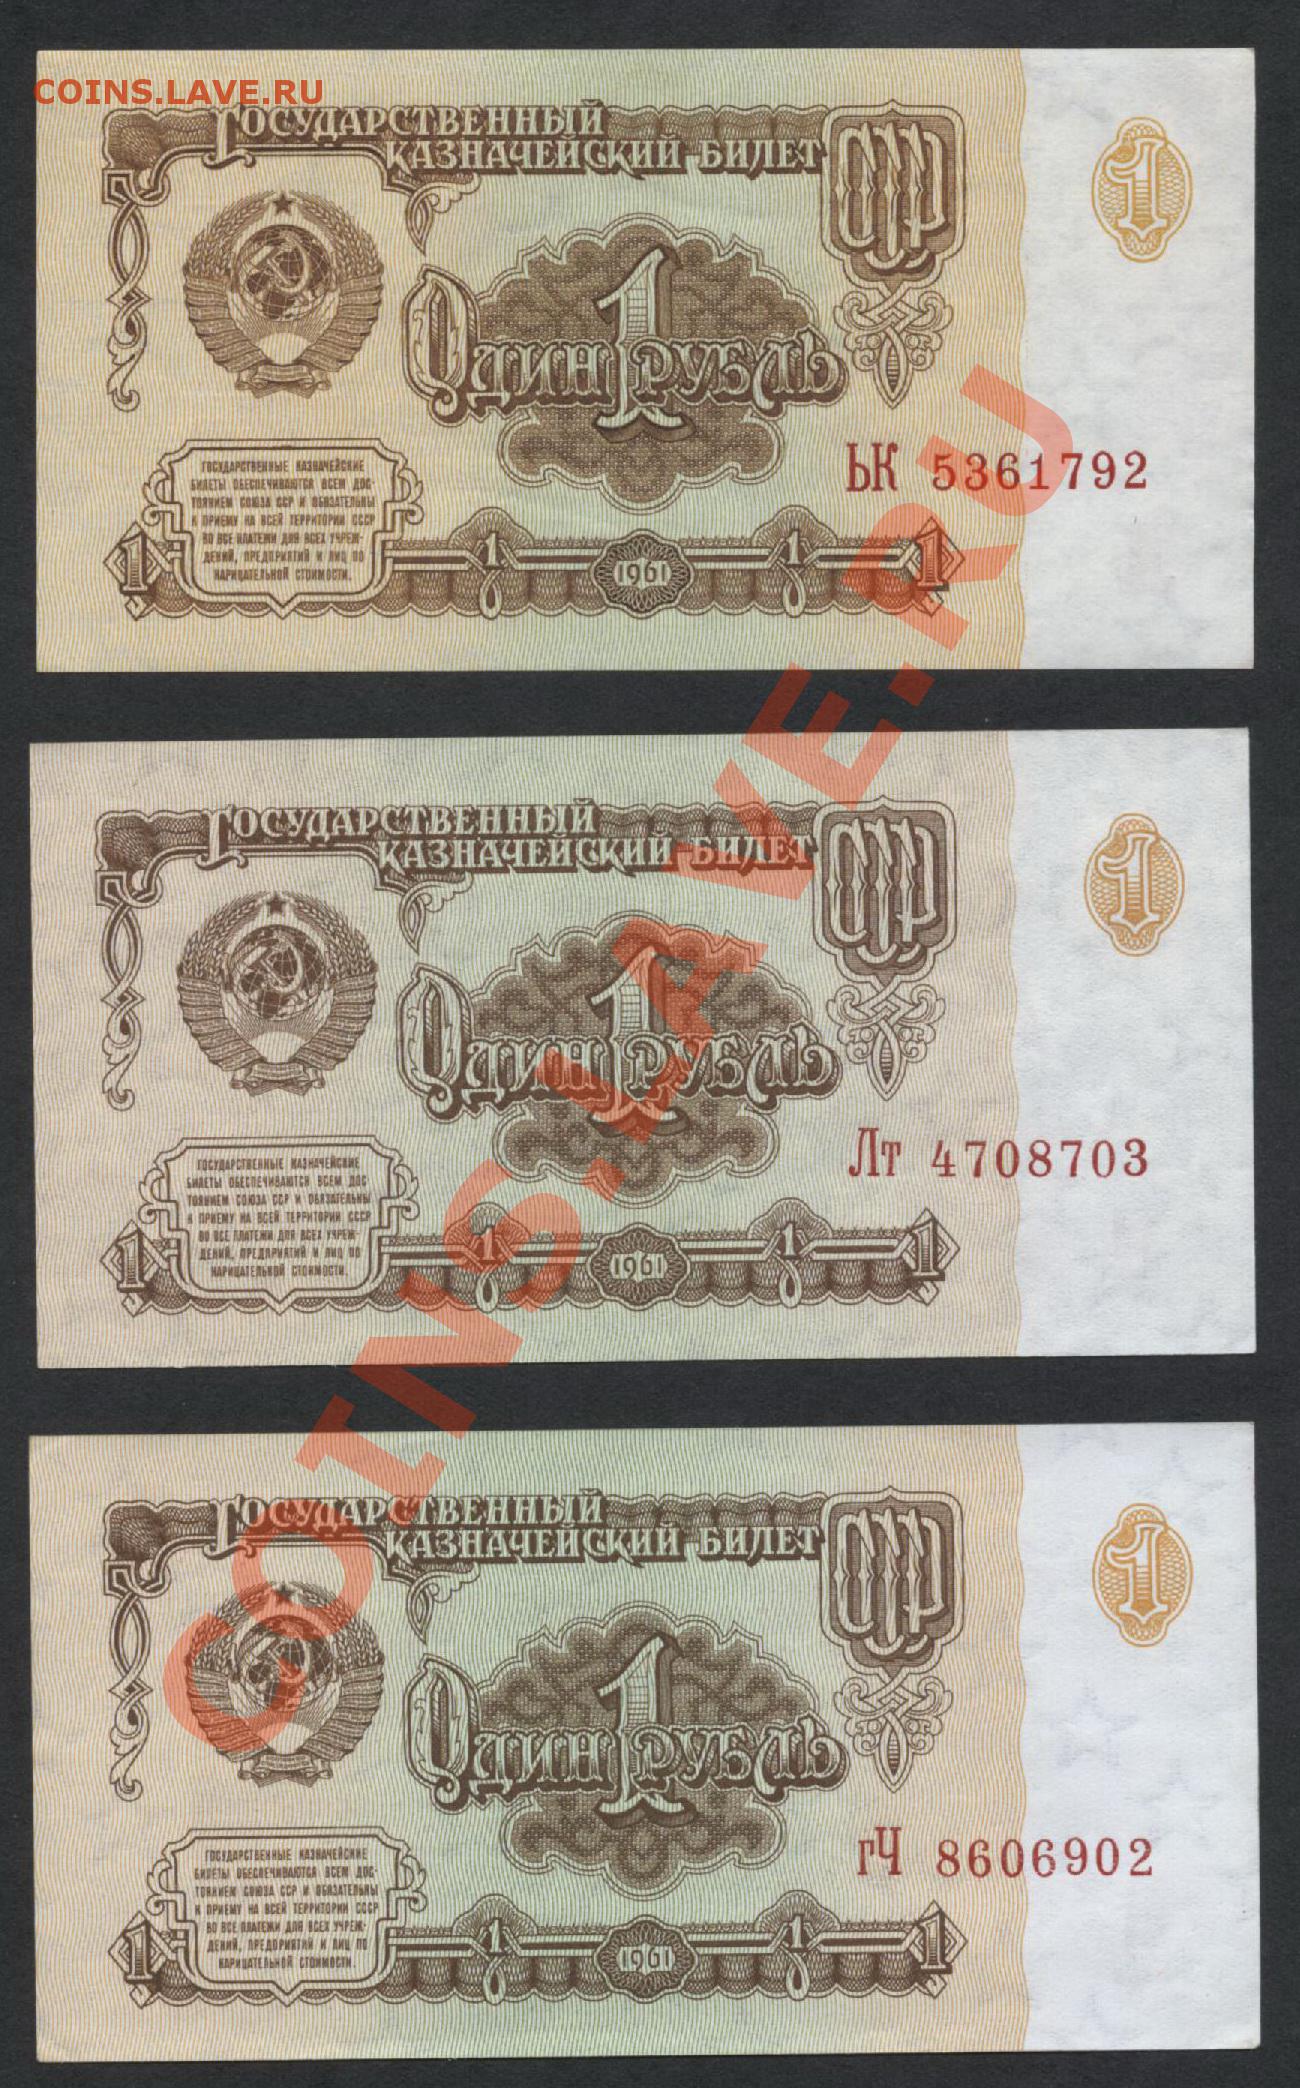 COINS.LAVE.RU
ГОСУДАРСТВЕННЫЙ
КАЗНАЧЕЙСКИЙ БИЛЕТ
СССР
1
ОДИН 1 РУБЛЬ
ЬК 5361792
ГОСУДАРСТВЕННЫЕ КАЗНАЧЕЙСКИЕ
БИЛЕТЫ ОБЕСПЕЧИВАЮТСЯ ВСЕМ ДОС-
ТОЯНИЕМ СОЮЗА ССР И ОБЯЗАТЕЛЬНЫ
К ПРИЕМУ НА ВСЕЙ ТЕРРИТОРИИ СССР
ВО ВСЕ ПЛАТЕЖИ ДЛЯ ВСЕХ УЧРЕЖ-
ДЕНИЙ, ПРЕДПРИЯТИЙ И ЛИЦ ПО
НАРИЦАТЕЛЬНОЙ СТОИМОСТИ.
1 1 1961 1 1
COINS.LAVE.RU
ГОСУДАРСТВЕННЫЙ
КАЗНАЧЕЙСКИЙ БИЛЕТ
СССР
1
ОДИН 1 РУБЛЬ
Лт 4708703
ГОСУДАРСТВЕННЫЕ КАЗНАЧЕЙСКИЕ
БИЛЕТЫ ОБЕСПЕЧИВАЮТСЯ ВСЕМ ДОС
ТОЯНИЕМ СОЮЗА ССР И ОБЯЗАТЕЛЬНЫ
К ПРИЕМУ НА ВСЕЙ ТЕРРИТОРИИ СССР
ВО ВСЕ ПЛАТЕЖИ ДЛЯ ВСЕХ УЧРЕЖ-
ДЕНИЙ, ПРЕДПРИЯТИЙ И ЛИЦ ПО
НАРИЦАТЕЛЬНОЙ СТОИМОСТИ.
1 1 1961 1 1
ГОСУДАРСТВЕННЫЙ
КАЗНАЧЕЙСКИЙ БИЛЕТ
СССР
1
ОДИН 1 РУБЛЬ
гЧ 8606902
ГОСУДАРСТВЕННЫЕ КАЗНАЧЕЙСКИЕ
БИЛЕТЫ ОБЕСПЕЧИВАЮТСЯ ВСЕМ ДОС-
ТОЯНИЕМ СОЮЗА ССР И ОБЯЗАТЕЛЬНЫ
К ПРИЕМУ НА ВСЕЙ ТЕРРИТОРИИ СССР
ВО ВСЕ ПЛАТЕЖИ ДЛЯ ВСЕХ УЧРЕЖ-
ДЕНИЙ, ПРЕДПРИЯТИЙ И ЛИЦ ПО
НАРИЦАТЕЛЬНОЙ СТОИМОСТИ.
1 1 1961 1 1